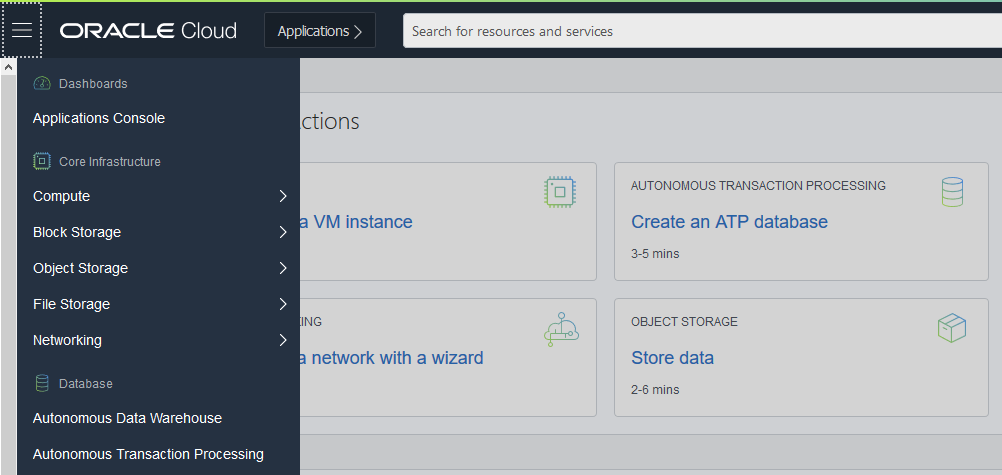 ORACLE Cloud
Applications
Search for resources and services
Dashboards
Applications Console
Core Infrastructure
Compute
Block Storage
Object Storage
File Storage
Networking
Database
Autonomous Data Warehouse
Autonomous Transaction Processing
ctions
a VM instance
AUTONOMOUS TRANSACTION PROCESSING
Create an ATP database
3-5 mins
KING
a network with a wizard
OBJECT STORAGE
Store data
2-6 mins